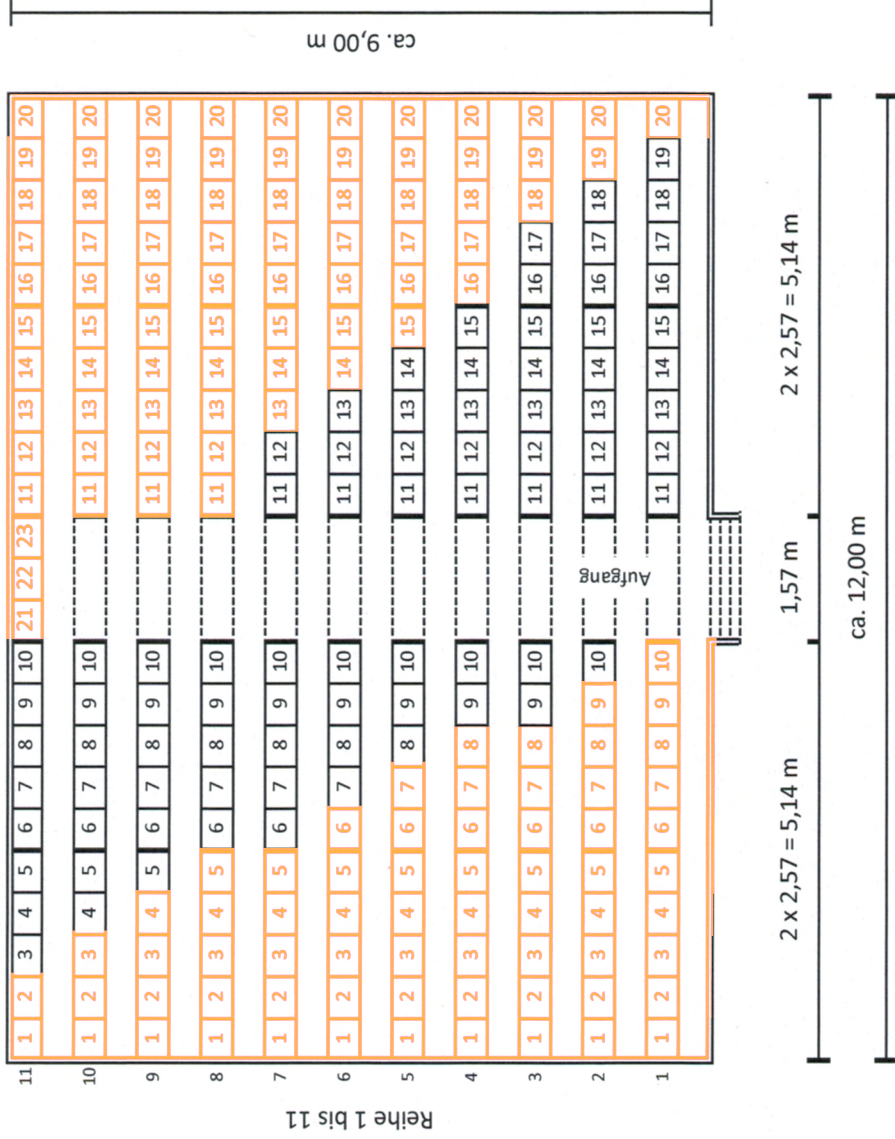 Reihe 1 bis 11
11 1 2 3 4 5 6 7 8 9 10 21 22 23 11 12 13 14 15 16 17 18 19 20
10 1 2 3 4 5 6 7 8 9 10 11 12 13 14 15 16 17 18 19 20
9 1 2 3 4 5 6 7 8 9 10 11 12 13 14 15 16 17 18 19 20
8 1 2 3 4 5 6 7 8 9 10 11 12 13 14 15 16 17 18 19 20
7 1 2 3 4 5 6 7 8 9 10 11 12 13 14 15 16 17 18 19 20
6 1 2 3 4 5 6 7 8 9 10 11 12 13 14 15 16 17 18 19 20
5 1 2 3 4 5 6 7 8 9 10 11 12 13 14 15 16 17 18 19 20
4 1 2 3 4 5 6 7 8 9 10 11 12 13 14 15 16 17 18 19 20
3 1 2 3 4 5 6 7 8 9 10 11 12 13 14 15 16 17 18 19 20
2 1 2 3 4 5 6 7 8 9 10 11 12 13 14 15 16 17 18 19 20
Aufgang
1 1 2 3 4 5 6 7 8 9 10 11 12 13 14 15 16 17 18 19 20
ca. 9,00 m
2 x 2,57 = 5,14 m
1,57 m
2 x 2,57 = 5,14 m
ca. 12,00 m